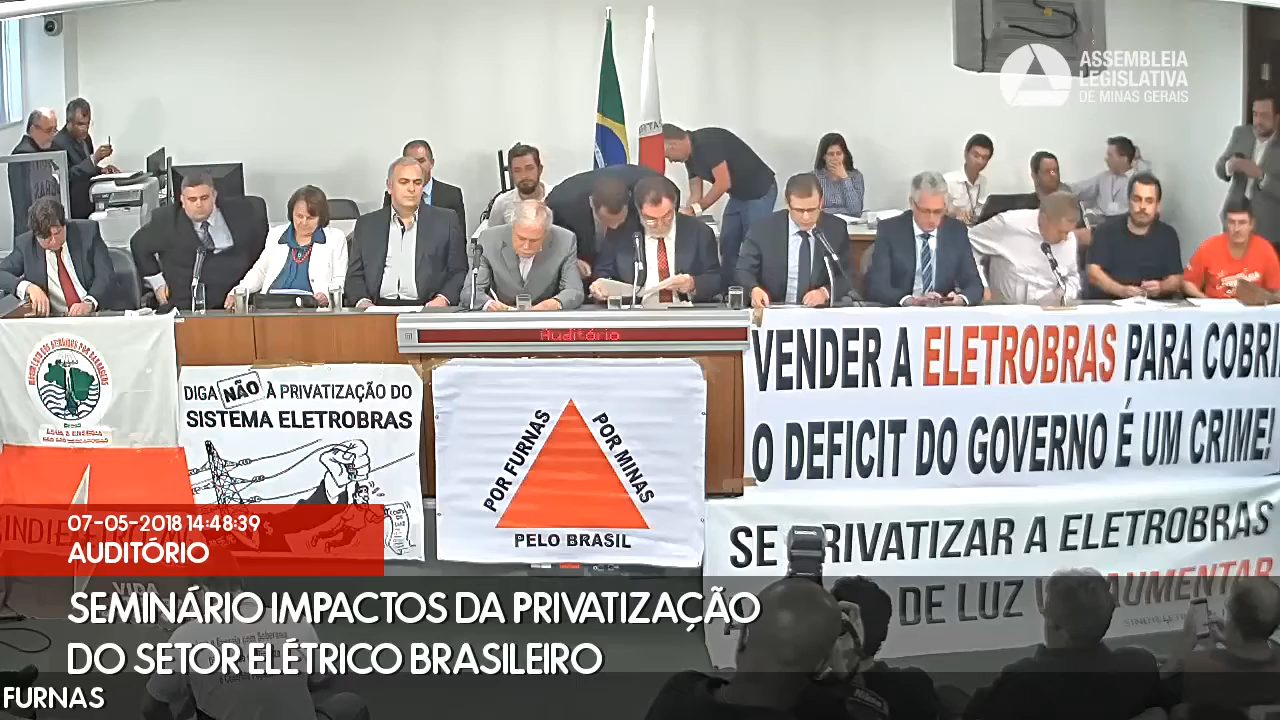 ASSEMBLEIA
LEGISLATIVA
DE MINAS GERAIS
Auditório
VENDER A ELETROBRAS PARA COBRI
O DEFICIT DO GOVERNO É UM CRIME!
DIGA NÃO À PRIVATIZAÇÃO DO
SISTEMA ELETROBRAS
POR FURNAS
POR MINAS
PELO BRASIL
SE PRIVATIZAR A ELETROBRAS
DE LUZ AUMENTAR
07-05-2018 14:48:39
AUDITÓRIO
SEMINÁRIO IMPACTOS DA PRIVATIZAÇÃO
DO SETOR ELÉTRICO BRASILEIRO
FURNAS